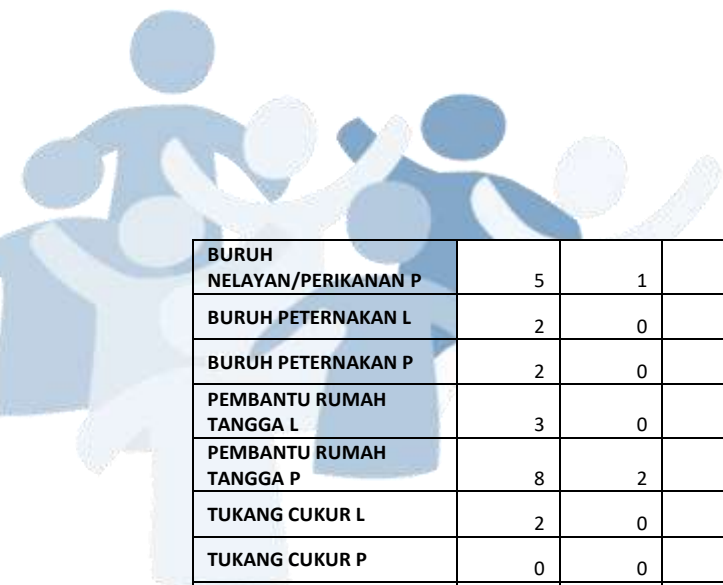 BURUH
NELAYAN/PERIKANAN P 5 1
BURUH PETERNAKAN L 2 0
BURUH PETERNAKAN P 2 0
PEMBANTU RUMAH
TANGGA L 3 0
PEMBANTU RUMAH
TANGGA P 8 2
TUKANG CUKUR L 2 0
TUKANG CUKUR P 0 0